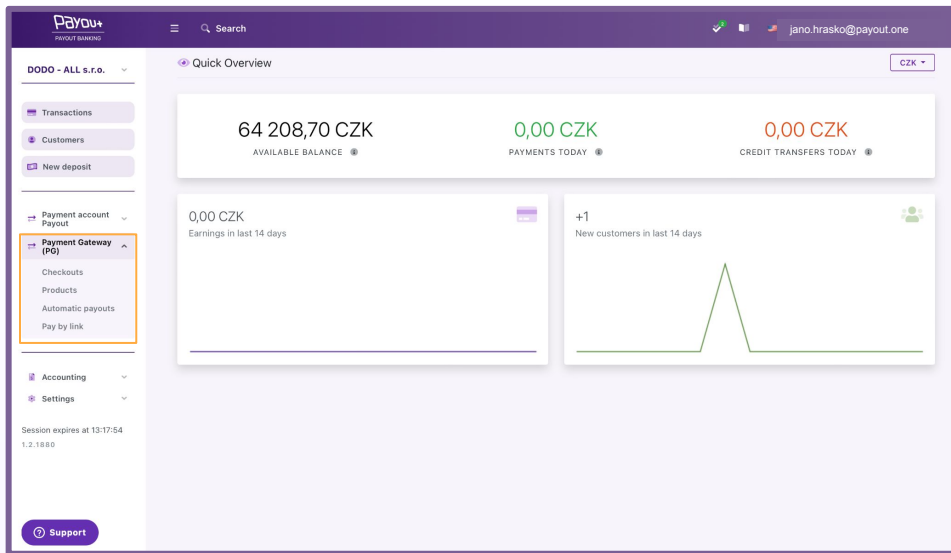 Payout
PAYOUT BANKING
Search
jano.hrasko@payout.one
DODO - ALL s.r.o.
Quick Overview
CZK
Transactions
Customers
New deposit
64 208,70 CZK
AVAILABLE BALANCE
0,00 CZK
PAYMENTS TODAY
0,00 CZK
CREDIT TRANSFERS TODAY
Payment account
Payout
Payment Gateway
(PG)
Checkouts
Products
Automatic payouts
Pay by link
0,00 CZK
Earnings in last 14 days
+1
New customers in last 14 days
Accounting
Settings
Session expires at 13:17:54
1.2.1880
Support